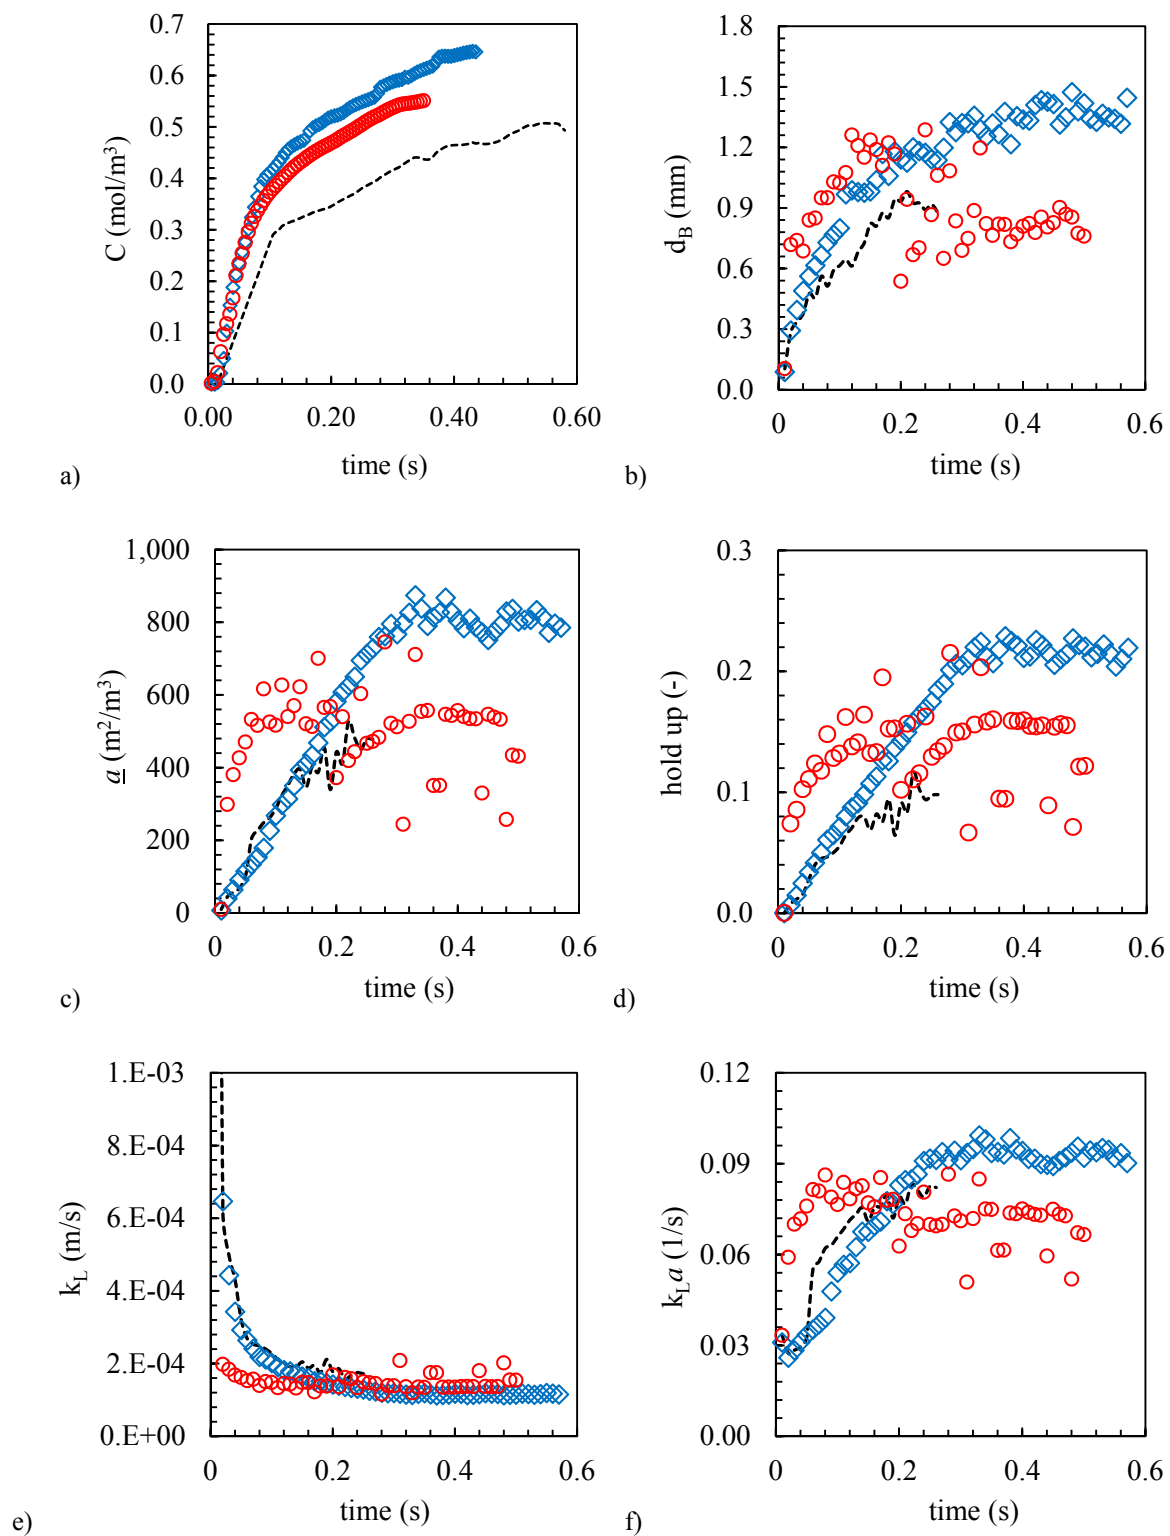 0.7
0.6
0.5
0.4
0.3
0.2
0.1
0.0
C (mol/m³)
0.00
0.20
0.40
0.60
time (s)
a)
1.8
1.5
1.2
0.9
0.6
0.3
0.0
d_B (mm)
0
0.2
0.4
0.6
time (s)
b)
1,000
800
600
400
200
0
a (m²/m³)
0
0.2
0.4
0.6
time (s)
c)
0.3
0.2
0.1
0.0
hold up (-)
0
0.2
0.4
0.6
time (s)
d)
1.E-03
8.E-04
6.E-04
4.E-04
2.E-04
0.E+00
k_L (m/s)
0
0.2
0.4
0.6
time (s)
e)
0.12
0.09
0.06
0.03
0.00
k_La (1/s)
0
0.2
0.4
0.6
time (s)
f)